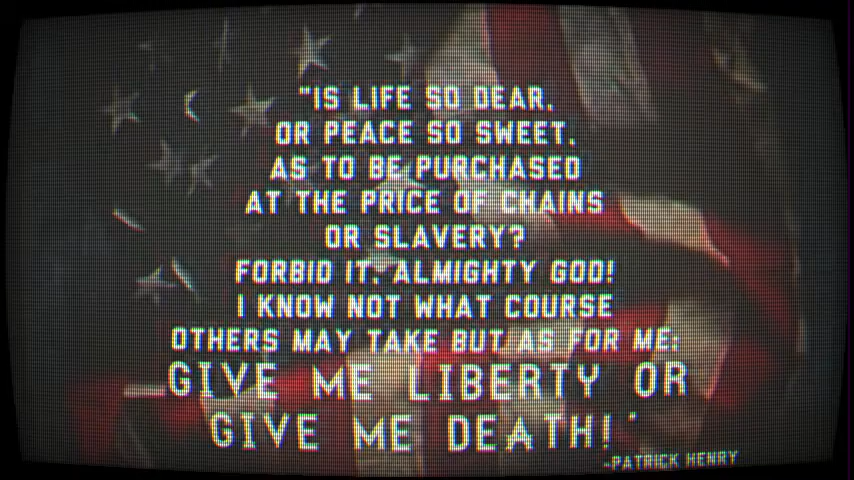 "IS LIFE SO DEAR,
OR PEACE SO SWEET,
AS TO BE PURCHASED
AT THE PRICE OF CHAINS
OR SLAVERY?
FORBID IT, ALMIGHTY GOD!
I KNOW NOT WHAT COURSE
OTHERS MAY TAKE BUT AS FOR ME:
GIVE ME LIBERTY OR
GIVE ME DEATH!"
-PATRICK HENRY